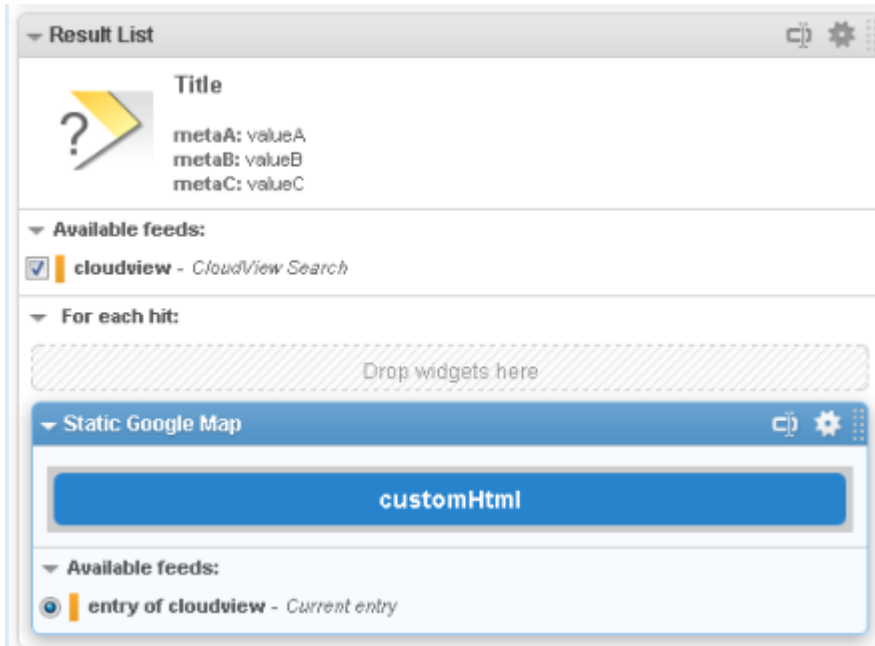 Result List
Title
?
metaA: valueA
metaB: valueB
metaC: valueC
Available feeds:
cloudview - CloudView Search
For each hit:
Drop widgets here
Static Google Map
customHtml
Available feeds:
entry of cloudview - Current entry